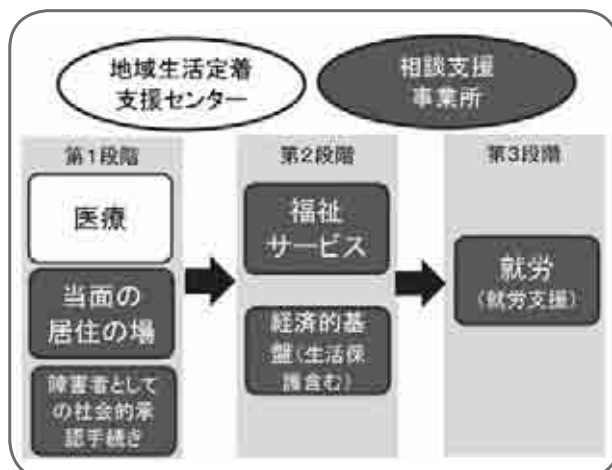 地域生活定着
支援センター
相談支援
事業所
第1段階
医療
当面の
居住の場
障害者として
の社会的承
認手続き
第2段階
福祉
サービス
経済的基
盤(生活保
護含む)
第3段階
就労
(就労支援)